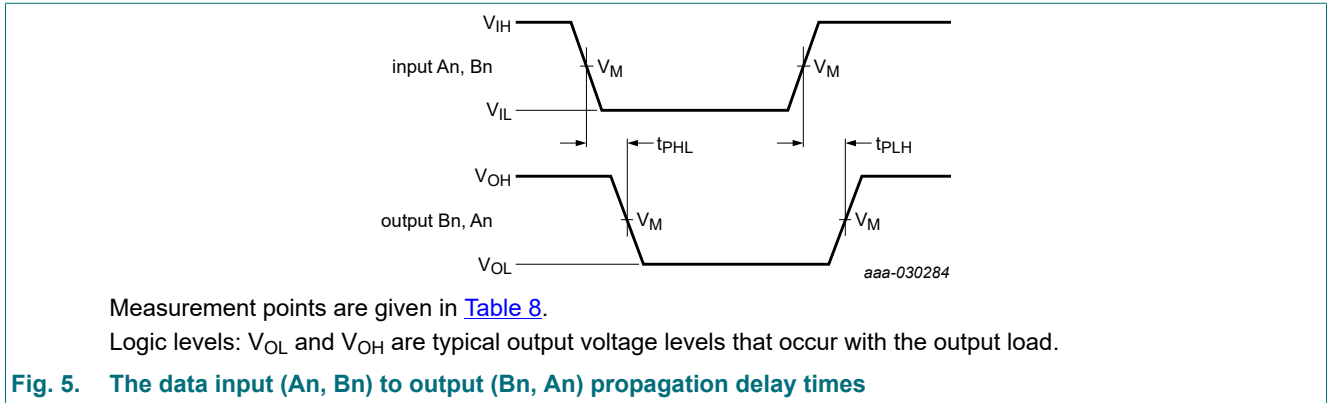 VIH
input An, Bn
VM
VM
VIL
tPHL
tPLH
VOH
output Bn, An
VM
VM
VOL
aaa-030284
Measurement points are given in Table 8.
Logic levels: VOL and VOH are typical output voltage levels that occur with the output load.
Fig. 5. The data input (An, Bn) to output (Bn, An) propagation delay times